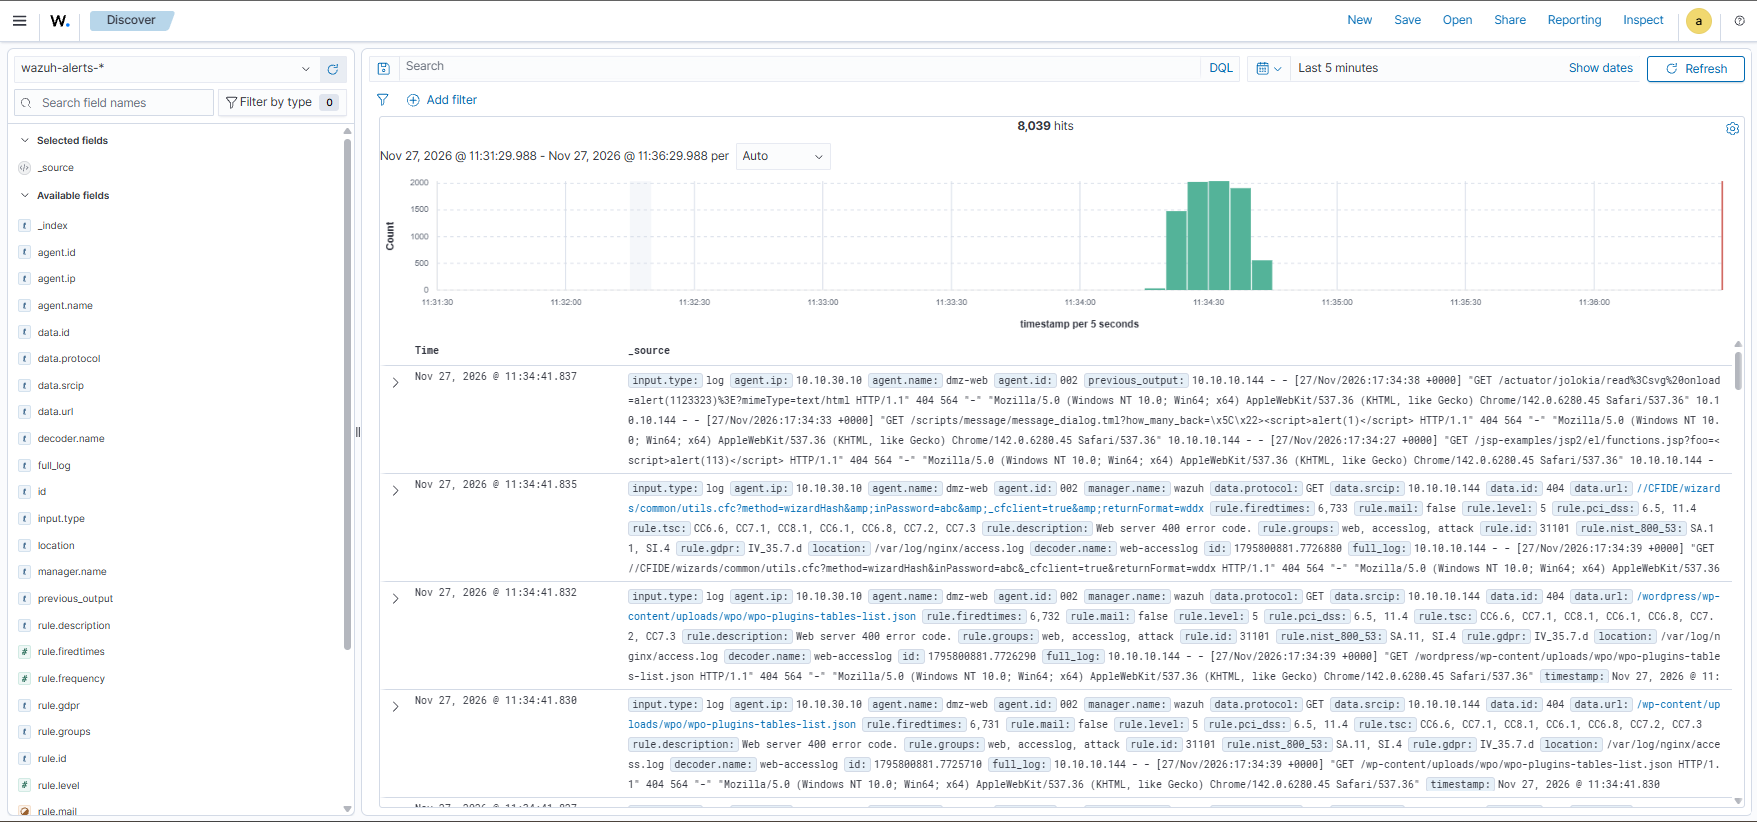 W. Discover New Save Open Share Reporting Inspect a
wazuh-alerts-*
Search DQL Last 5 minutes Show dates Refresh
Search field names Filter by type 0
Add filter
Selected fields
_source
Available fields
_index
agent.id
agent.ip
agent.name
data.id
data.protocol
data.srcip
data.url
decoder.name
full_log
id
input.type
location
manager.name
previous_output
rule.description
rule.firedtimes
rule.frequency
rule.gdpr
rule.groups
rule.id
rule.level
rule.mail
8,039 hits
Nov 27, 2026 @ 11:31:29.988 - Nov 27, 2026 @ 11:36:29.988 per Auto
2000
1500
1000
500
0
Count
11:31:30 11:32:00 11:32:30 11:33:00 11:33:30 11:34:00 11:34:30 11:35:00 11:35:30 11:36:00
timestamp per 5 seconds
Time _source
Nov 27, 2026 @ 11:34:41.837
input.type: log agent.ip: 10.10.30.10 agent.name: dmz-web agent.id: 002 previous_output: 10.10.10.144 - - [27/Nov/2026:17:34:38 +0000] "GET /actuator/jolokia/read%3Csvg%20onload
=alert(1123323)%3E?mimeType=text/html HTTP/1.1" 404 564 "-" "Mozilla/5.0 (Windows NT 10.0; Win64; x64) AppleWebKit/537.36 (KHTML, like Gecko) Chrome/142.0.6280.45 Safari/537.36" 10.1
0.10.144 - - [27/Nov/2026:17:34:33 +0000] "GET /scripts/message/message_dialog.tml?how_many_back=\x5C\x22><script>alert(1)</script> HTTP/1.1" 404 564 "-" "Mozilla/5.0 (Windows NT 10.
0; Win64; x64) AppleWebKit/537.36 (KHTML, like Gecko) Chrome/142.0.6280.45 Safari/537.36" 10.10.10.144 - - [27/Nov/2026:17:34:27 +0000] "GET /jsp-examples/jsp2/el/functions.jsp?foo=<
script>alert(113)</script> HTTP/1.1" 404 564 "-" "Mozilla/5.0 (Windows NT 10.0; Win64; x64) AppleWebKit/537.36 (KHTML, like Gecko) Chrome/142.0.6280.45 Safari/537.36" 10.10.10.144 -
Nov 27, 2026 @ 11:34:41.835
input.type: log agent.ip: 10.10.30.10 agent.name: dmz-web agent.id: 002 manager.name: wazuh data.protocol: GET data.srcip: 10.10.10.144 data.id: 404 data.url: //CFIDE/wizard
s/common/utils.cfc?method=wizardHash&amp;inPassword=abc&amp;_cfclient=true&amp;returnFormat=wddx rule.firedtimes: 6,733 rule.mail: false rule.level: 5 rule.pci_dss: 6.5, 11.4
rule.tsc: CC6.6, CC7.1, CC8.1, CC6.1, CC6.8, CC7.2, CC7.3 rule.description: Web server 400 error code. rule.groups: web, accesslog, attack rule.id: 31101 rule.nist_800_53: SA.1
1, SI.4 rule.gdpr: IV_35.7.d location: /var/log/nginx/access.log decoder.name: web-accesslog id: 1795800881.7726880 full_log: 10.10.10.144 - - [27/Nov/2026:17:34:39 +0000] "GET
//CFIDE/wizards/common/utils.cfc?method=wizardHash&inPassword=abc&_cfclient=true&returnFormat=wddx HTTP/1.1" 404 564 "-" "Mozilla/5.0 (Windows NT 10.0; Win64; x64) AppleWebKit/537.36
Nov 27, 2026 @ 11:34:41.832
input.type: log agent.ip: 10.10.30.10 agent.name: dmz-web agent.id: 002 manager.name: wazuh data.protocol: GET data.srcip: 10.10.10.144 data.id: 404 data.url: /wordpress/wp-
content/uploads/wpo/wpo-plugins-tables-list.json rule.firedtimes: 6,732 rule.mail: false rule.level: 5 rule.pci_dss: 6.5, 11.4 rule.tsc: CC6.6, CC7.1, CC8.1, CC6.1, CC6.8, CC7.
2, CC7.3 rule.description: Web server 400 error code. rule.groups: web, accesslog, attack rule.id: 31101 rule.nist_800_53: SA.11, SI.4 rule.gdpr: IV_35.7.d location: /var/log/n
ginx/access.log decoder.name: web-accesslog id: 1795800881.7726290 full_log: 10.10.10.144 - - [27/Nov/2026:17:34:39 +0000] "GET /wordpress/wp-content/uploads/wpo/wpo-plugins-table
s-list.json HTTP/1.1" 404 564 "-" "Mozilla/5.0 (Windows NT 10.0; Win64; x64) AppleWebKit/537.36 (KHTML, like Gecko) Chrome/142.0.6280.45 Safari/537.36" timestamp: Nov 27, 2026 @ 11:
Nov 27, 2026 @ 11:34:41.830
input.type: log agent.ip: 10.10.30.10 agent.name: dmz-web agent.id: 002 manager.name: wazuh data.protocol: GET data.srcip: 10.10.10.144 data.id: 404 data.url: /wp-content/up
loads/wpo/wpo-plugins-tables-list.json rule.firedtimes: 6,731 rule.mail: false rule.level: 5 rule.pci_dss: 6.5, 11.4 rule.tsc: CC6.6, CC7.1, CC8.1, CC6.1, CC6.8, CC7.2, CC7.3
rule.description: Web server 400 error code. rule.groups: web, accesslog, attack rule.id: 31101 rule.nist_800_53: SA.11, SI.4 rule.gdpr: IV_35.7.d location: /var/log/nginx/acce
ss.log decoder.name: web-accesslog id: 1795800881.7725710 full_log: 10.10.10.144 - - [27/Nov/2026:17:34:39 +0000] "GET /wp-content/uploads/wpo/wpo-plugins-tables-list.json HTTP/1.
1" 404 564 "-" "Mozilla/5.0 (Windows NT 10.0; Win64; x64) AppleWebKit/537.36 (KHTML, like Gecko) Chrome/142.0.6280.45 Safari/537.36" timestamp: Nov 27, 2026 @ 11:34:41.830